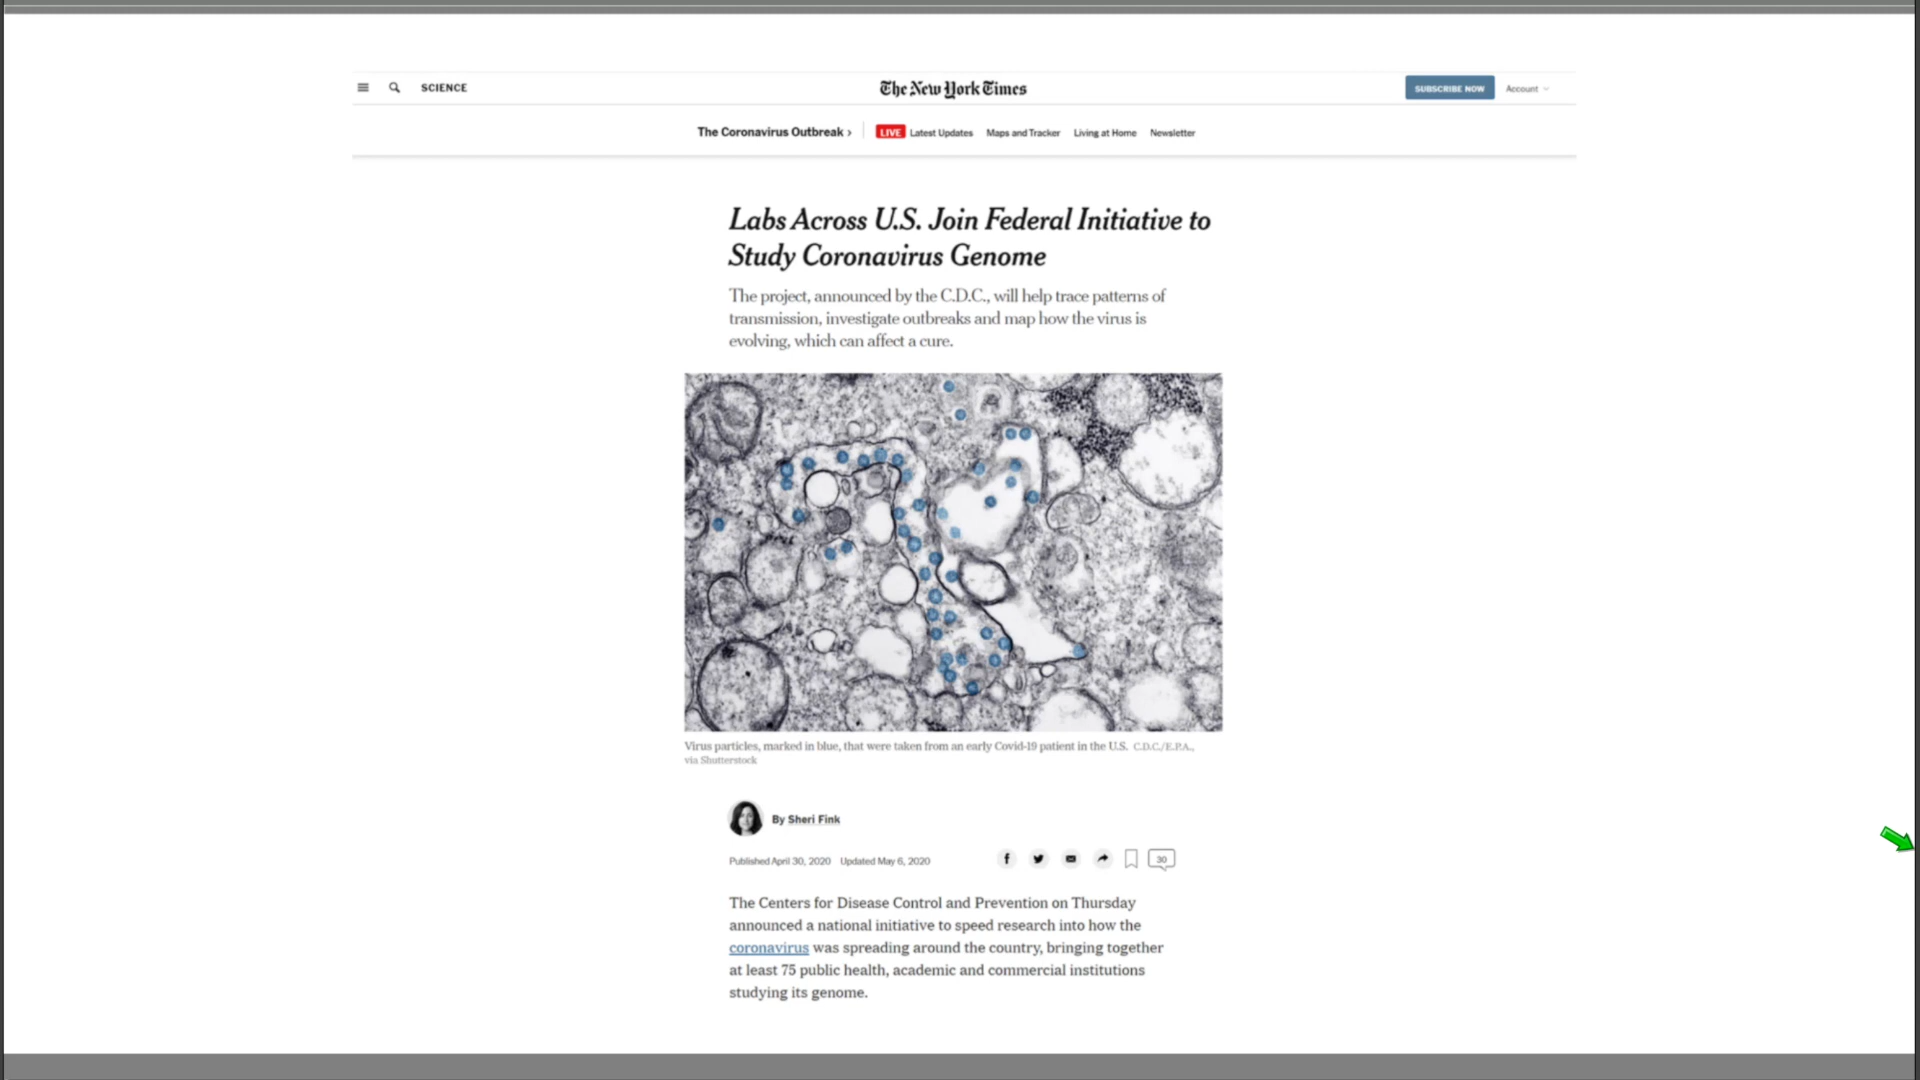 SCIENCE
The New York Times
SUBSCRIBE NOW
Account
The Coronavirus Outbreak ›
LIVE Latest Updates Maps and Tracker Living at Home Newsletter
Labs Across U.S. Join Federal Initiative to
Study Coronavirus Genome
The project, announced by the C.D.C., will help trace patterns of
transmission, investigate outbreaks and map how the virus is
evolving, which can affect a cure.
Virus particles, marked in blue, that were taken from an early Covid-19 patient in the U.S. C.D.C./E.P.A.,
via Shutterstock
By Sheri Fink
Published April 30, 2020 Updated May 6, 2020
30
The Centers for Disease Control and Prevention on Thursday
announced a national initiative to speed research into how the
coronavirus was spreading around the country, bringing together
at least 75 public health, academic and commercial institutions
studying its genome.